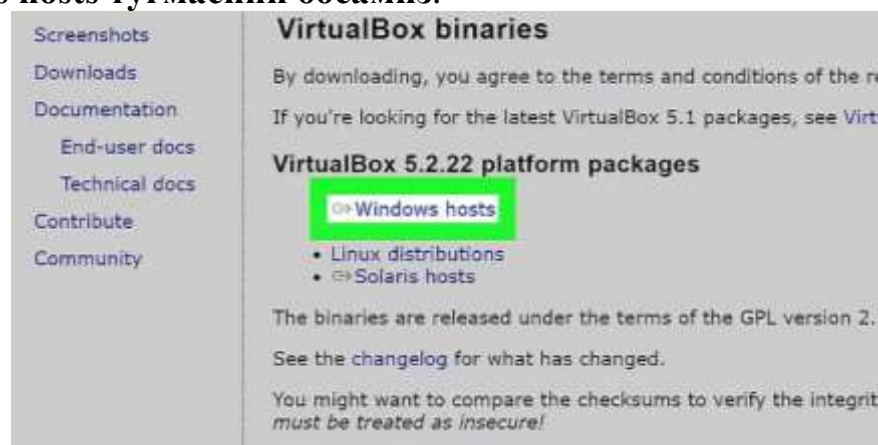 hosts тугмасини босамиз.
Screenshots
Downloads
Documentation
End-user docs
Technical docs
Contribute
Community
VirtualBox binaries
By downloading, you agree to the terms and conditions of the
If you're looking for the latest VirtualBox 5.1 packages, see Virt
VirtualBox 5.2.22 platform packages
Windows hosts
• Linux distributions
• Solaris hosts
The binaries are released under the terms of the GPL version 2.
See the changelog for what has changed.
You might want to compare the checksums to verify the integrit
must be treated as insecure!